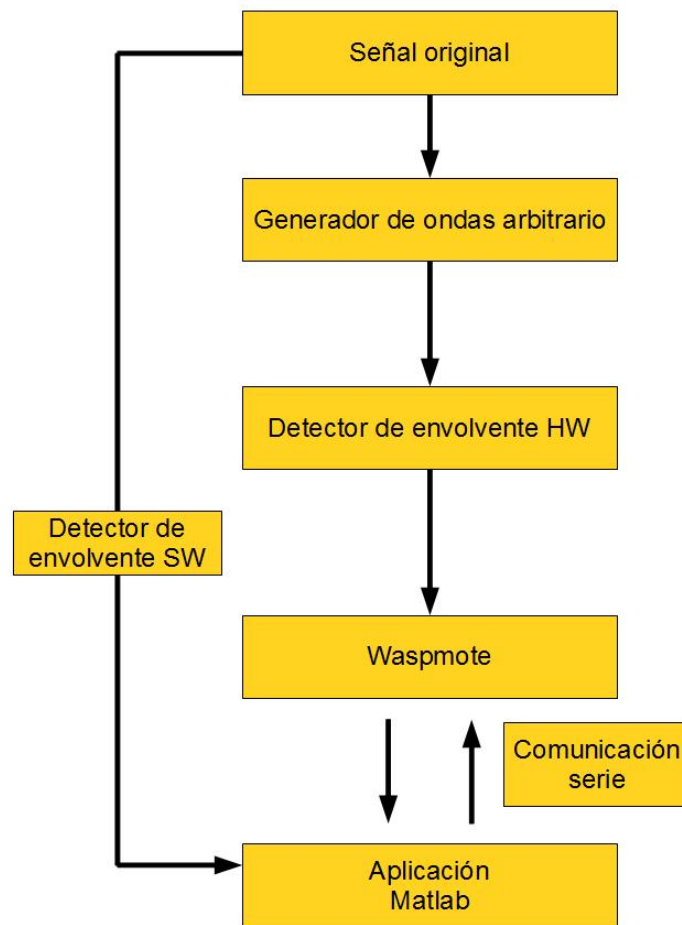 Señal original
Generador de ondas arbitrario
Detector de envolvente HW
Detector de
envolvente SW
Waspmote
Comunicación
serie
Aplicación
Matlab